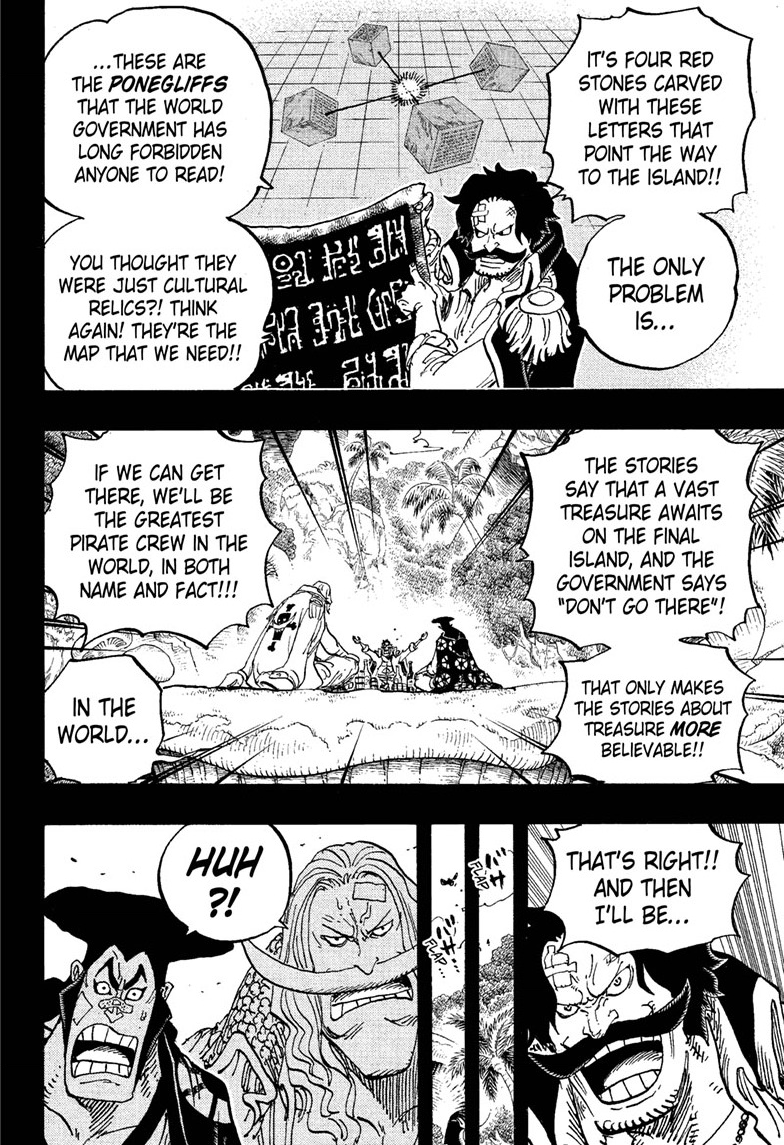 IT'S FOUR RED
STONES CARVED
WITH THESE
LETTERS THAT
POINT THE WAY
TO THE ISLAND!!
THE ONLY
PROBLEM
IS...
...THESE ARE
THE PONEGLIFFS
THAT THE WORLD
GOVERNMENT HAS
LONG FORBIDDEN
ANYONE TO READ!
YOU THOUGHT THEY
WERE JUST CULTURAL
RELICS?! THINK
AGAIN! THEY'RE THE
MAP THAT WE NEED!!
THE STORIES
SAY THAT A VAST
TREASURE AWAITS
ON THE FINAL
ISLAND, AND THE
GOVERNMENT SAYS
"DON'T GO THERE"!
THAT ONLY MAKES
THE STORIES ABOUT
TREASURE MORE
BELIEVABLE!!
IF WE CAN GET
THERE, WE'LL BE
THE GREATEST
PIRATE CREW IN THE
WORLD, IN BOTH
NAME AND FACT!!!
IN THE
WORLD...
THAT'S RIGHT!!
AND THEN
I'LL BE...
FLAP
FLAP...
HUH
?!